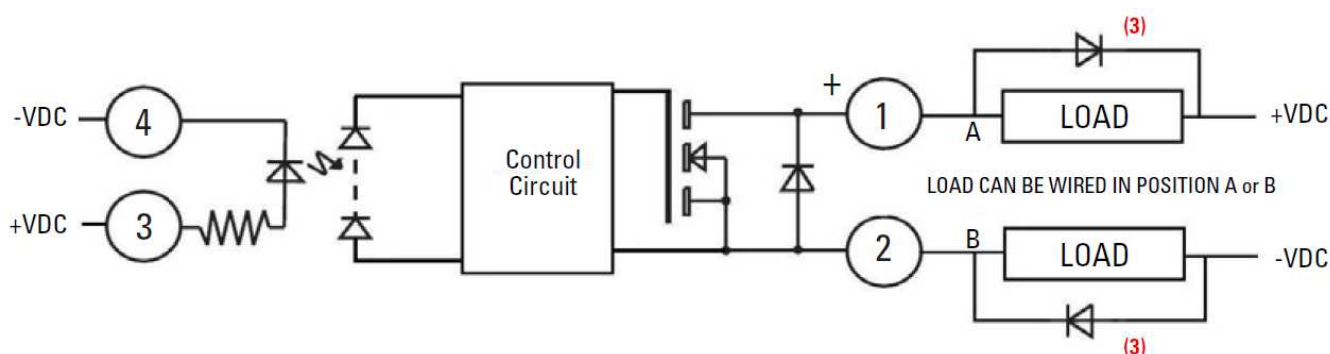 (3)
+
-VDC
4
1
A
LOAD
+VDC
Control
Circuit
LOAD CAN BE WIRED IN POSITION A or B
+VDC
3
2
B
LOAD
-VDC
(3)